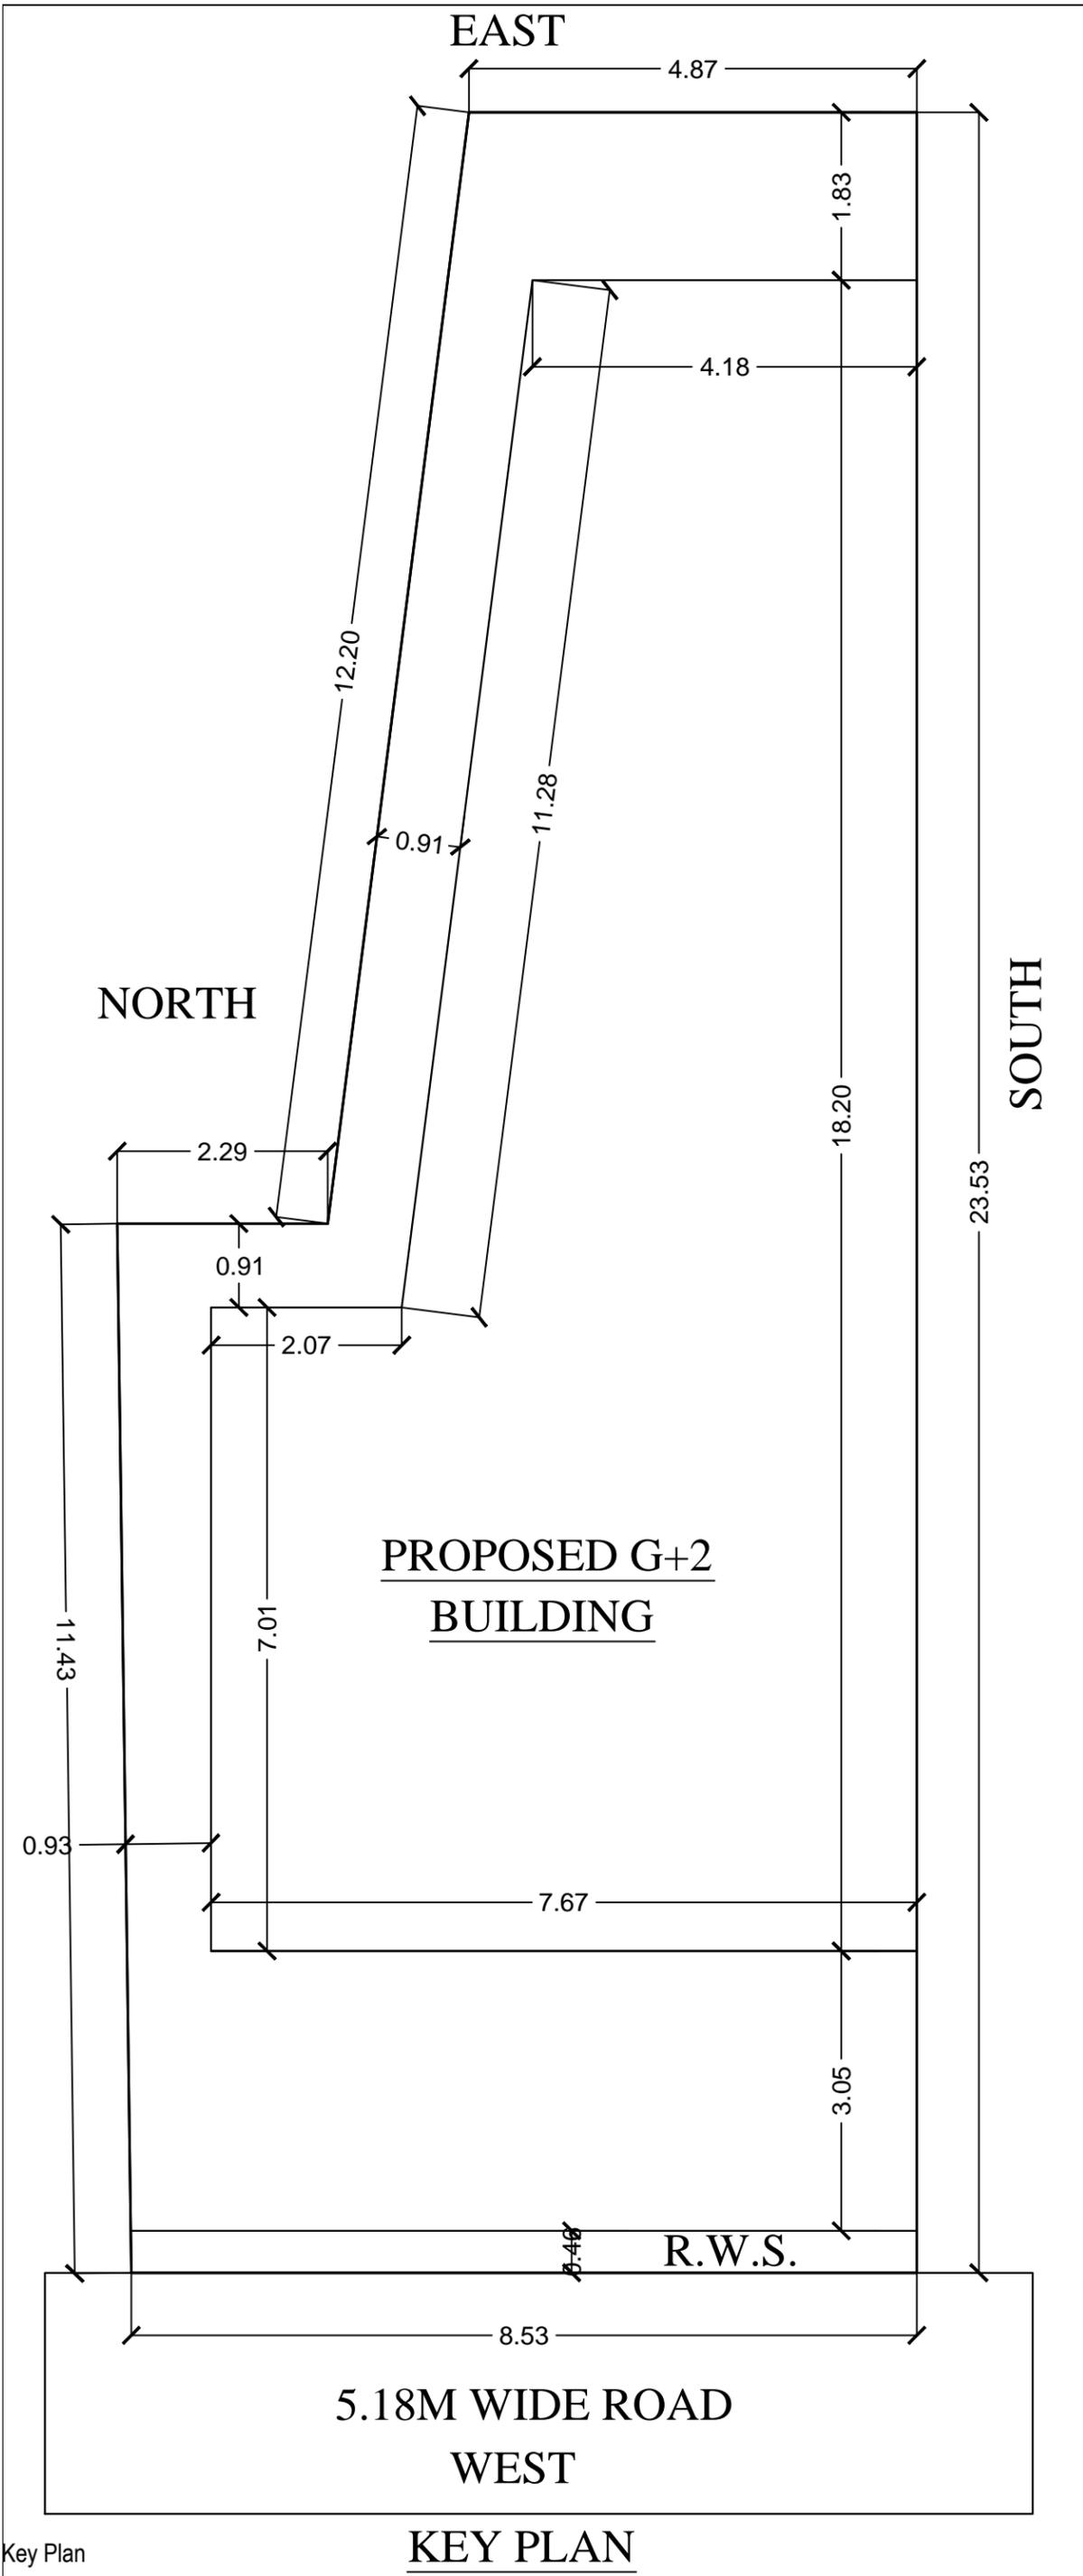 EAST
4.87
1.83
4.18
12.20
11.28
0.91
NORTH
SOUTH
18.20
2.29
23.53
0.91
2.07
PROPOSED G+2
BUILDING
7.01
11.43
0.93
7.67
3.05
R.W.S.
8.53
5.18M WIDE ROAD
WEST
KEY PLAN
Key Plan